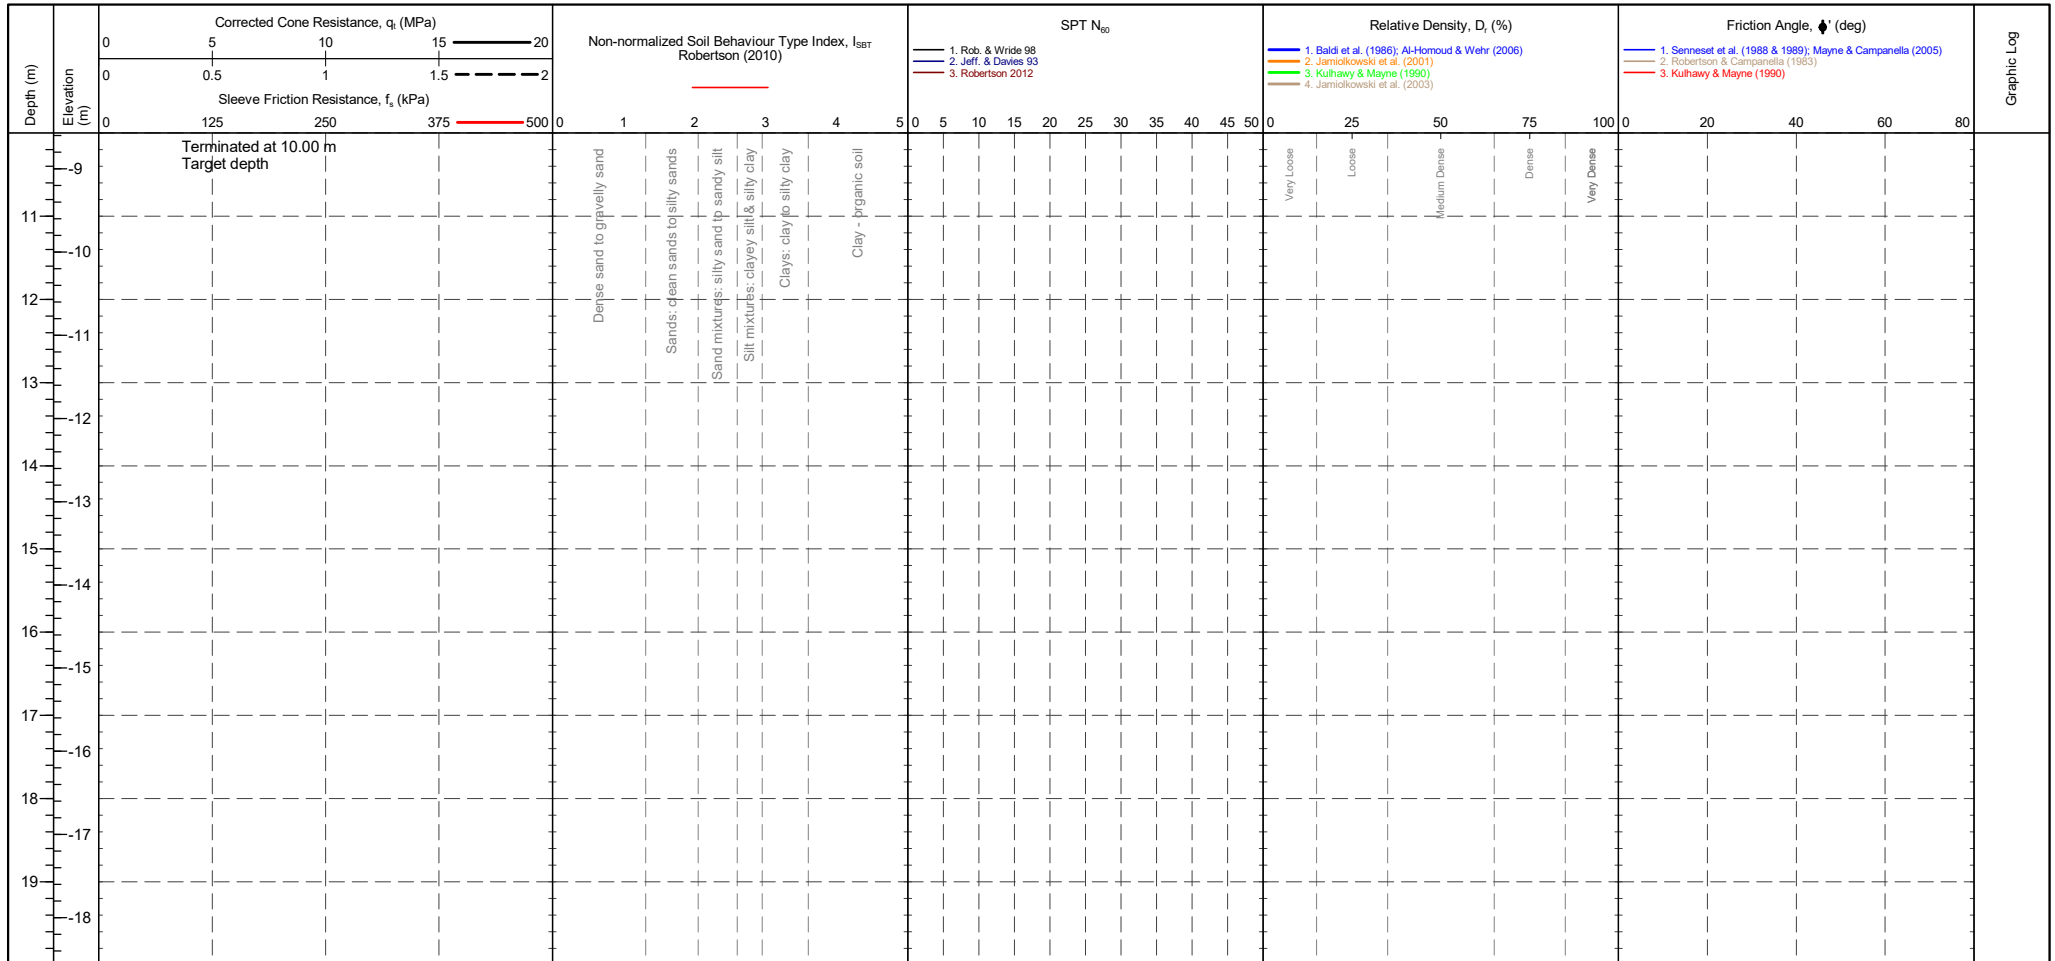 Depth (m)
Elevation
(m)
Corrected Cone Resistance, qt (MPa)
0 5 10 15 20
0 0.5 1 1.5 2
Sleeve Friction Resistance, fs (kPa)
0 125 250 375 500
Non-normalized Soil Behaviour Type Index, ISBT
Robertson (2010)
0 1 2 3 4 5
SPT N60
1. Rob. & Wride 98
2. Jeff. & Davies 93
3. Robertson 2012
0 5 10 15 20 25 30 35 40 45 50
Relative Density, Dr (%)
1. Baldi et al. (1986); Al-Homoud & Wehr (2006)
2. Jamiolkowski et al. (2001)
3. Kulhawy & Mayne (1990)
4. Jamiolkowski et al. (2003)
0 25 50 75 100
Friction Angle, ϕ' (deg)
1. Senneset et al. (1988 & 1989); Mayne & Campanella (2005)
2. Robertson & Campanella (1983)
3. Kulhawy & Mayne (1990)
0 20 40 60 80
Graphic Log
Terminated at 10.00 m
Target depth
Dense sand to gravelly sand
Sands: clean sands to silty sands
Sand mixtures: silty sand to sandy silt
Silt mixtures: clayey silt & silty clay
Clays: clay to silty clay
Clay - organic soil
Very Loose
Loose
Medium Dense
Dense
Very Dense
-9
11
-10
12
-11
13
-12
14
-13
15
-14
16
-15
17
-16
18
-17
19
-18